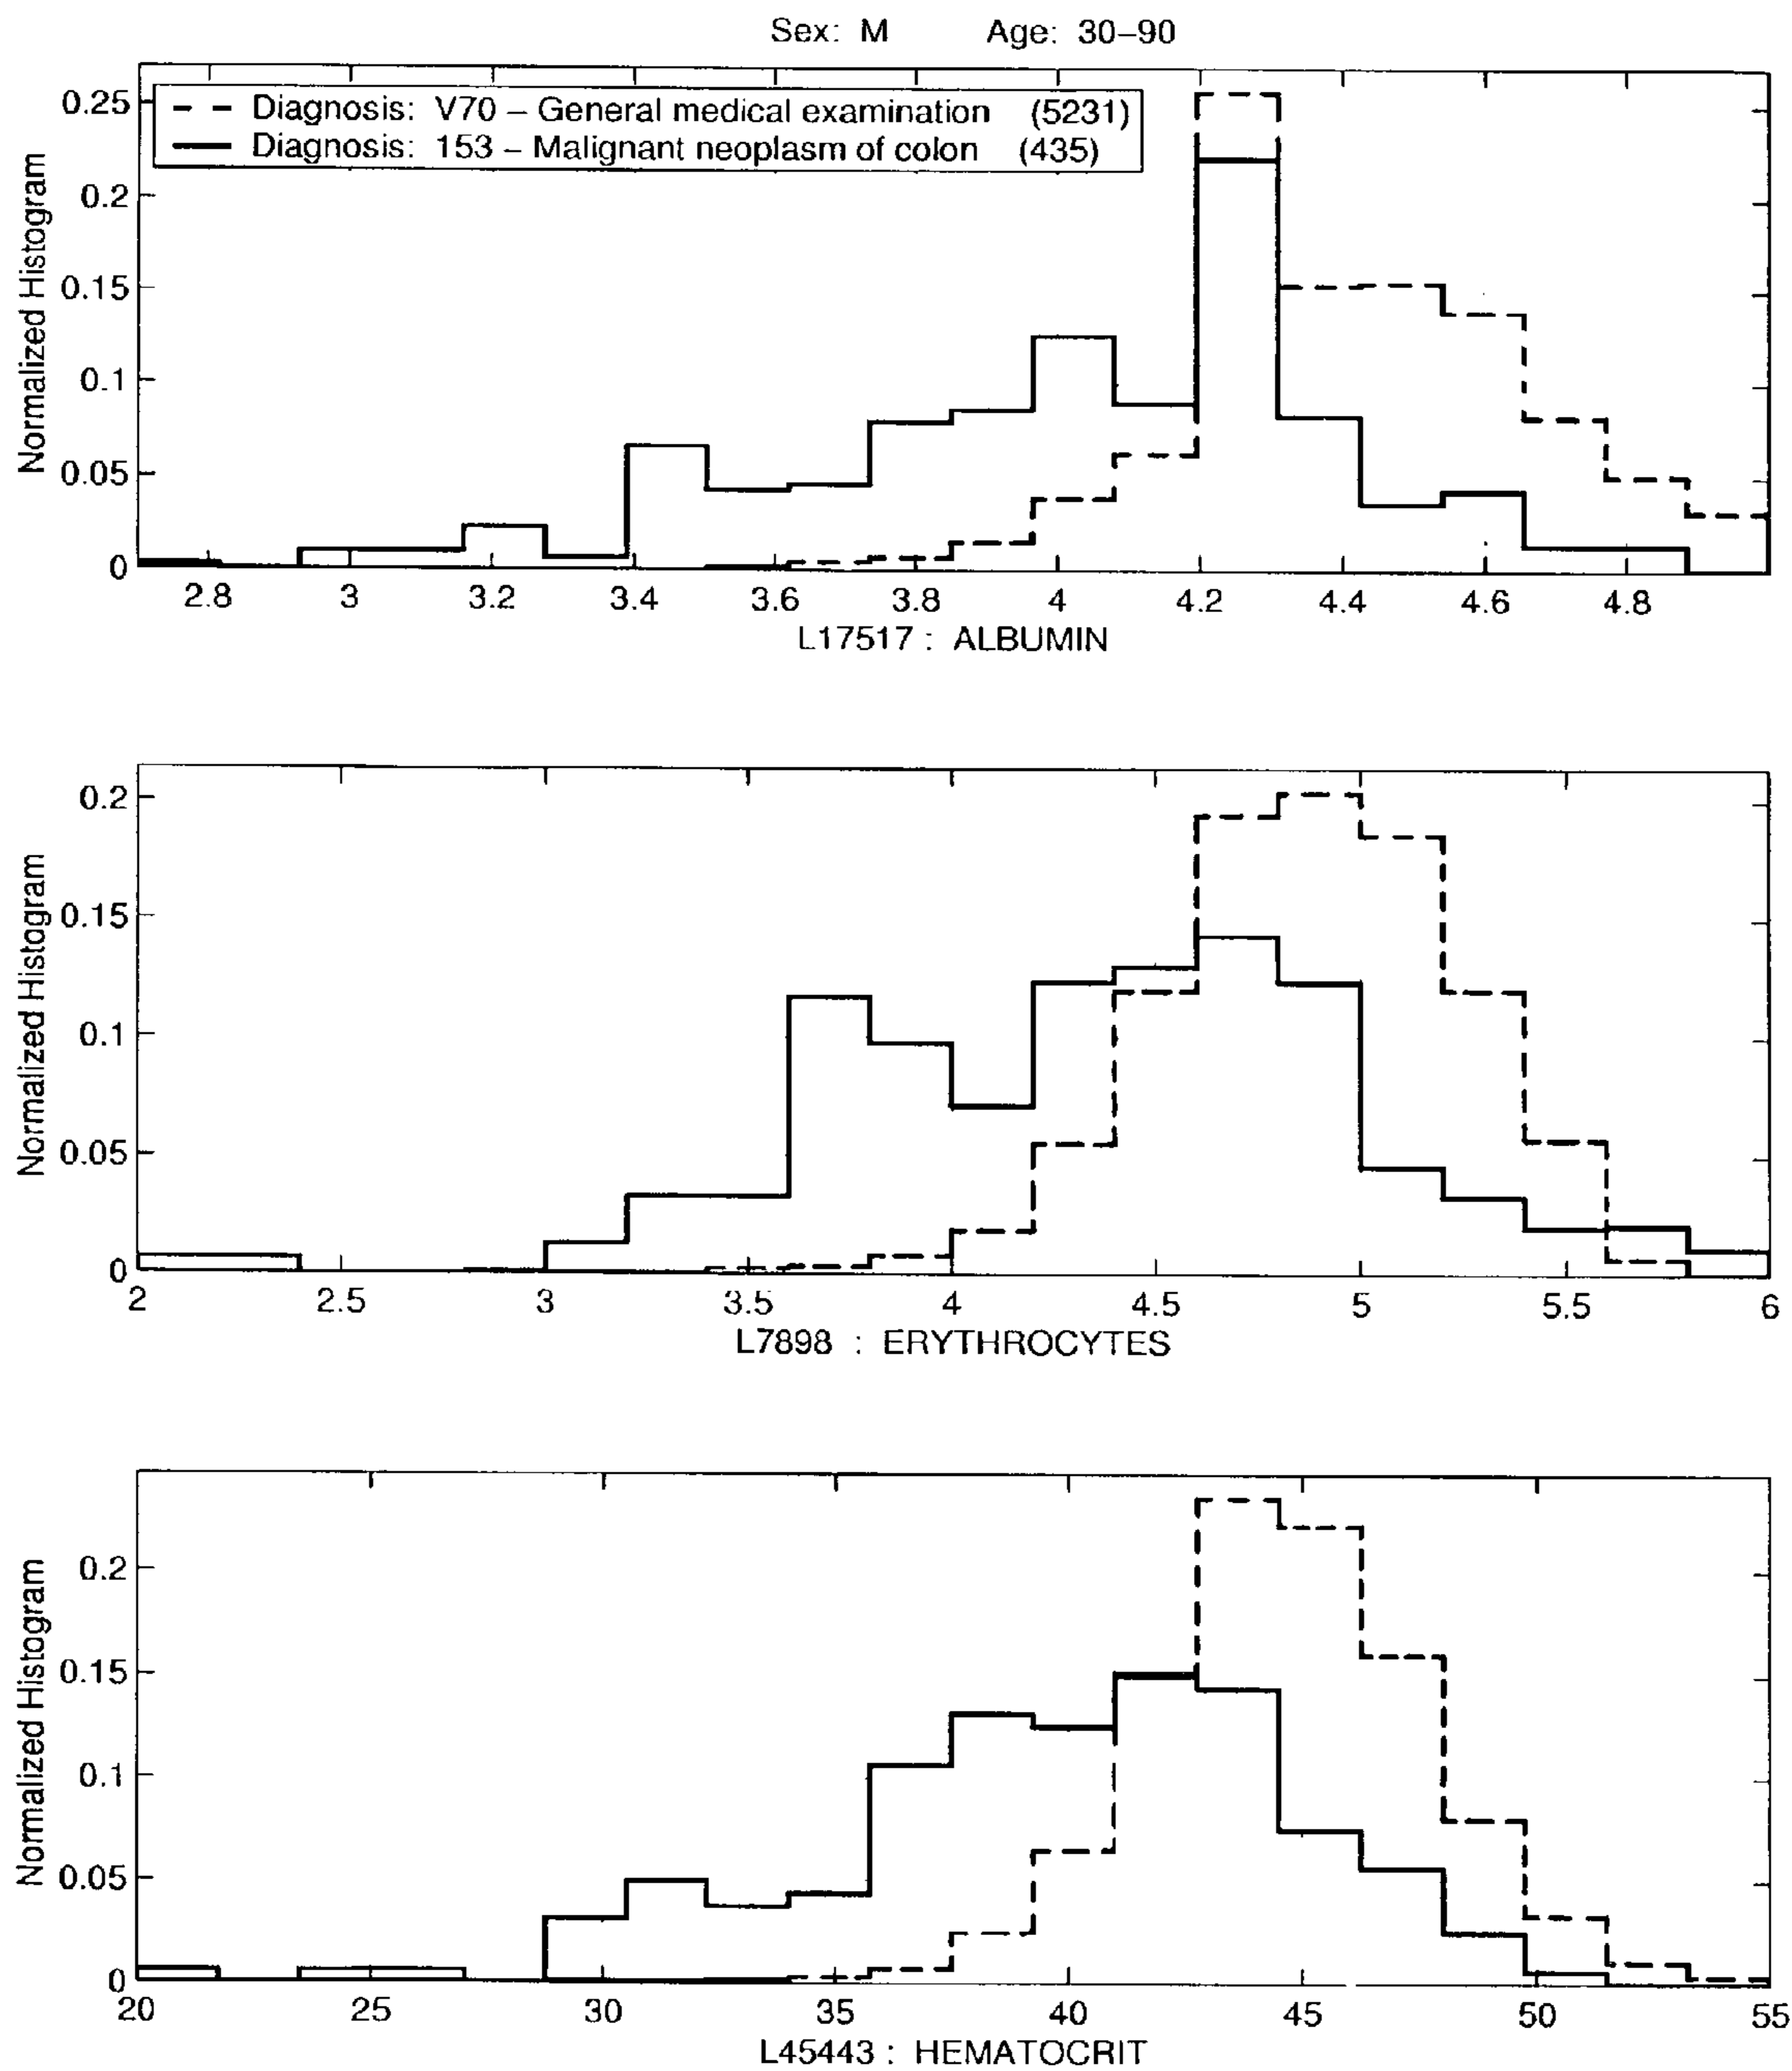 Sex: M Age: 30–90
Normalized Histogram
0.25
0.2
0.15
0.1
0.05
0
– – Diagnosis: V70 – General medical examination (5231)
— Diagnosis: 153 – Malignant neoplasm of colon (435)
2.8 3 3.2 3.4 3.6 3.8 4 4.2 4.4 4.6 4.8
L17517 : ALBUMIN
Normalized Histogram
0.2
0.15
0.1
0.05
0
2 2.5 3 3.5 4 4.5 5 5.5 6
L7898 : ERYTHROCYTES
Normalized Histogram
0.2
0.15
0.1
0.05
0
20 25 30 35 40 45 50 55
L45443 : HEMATOCRIT